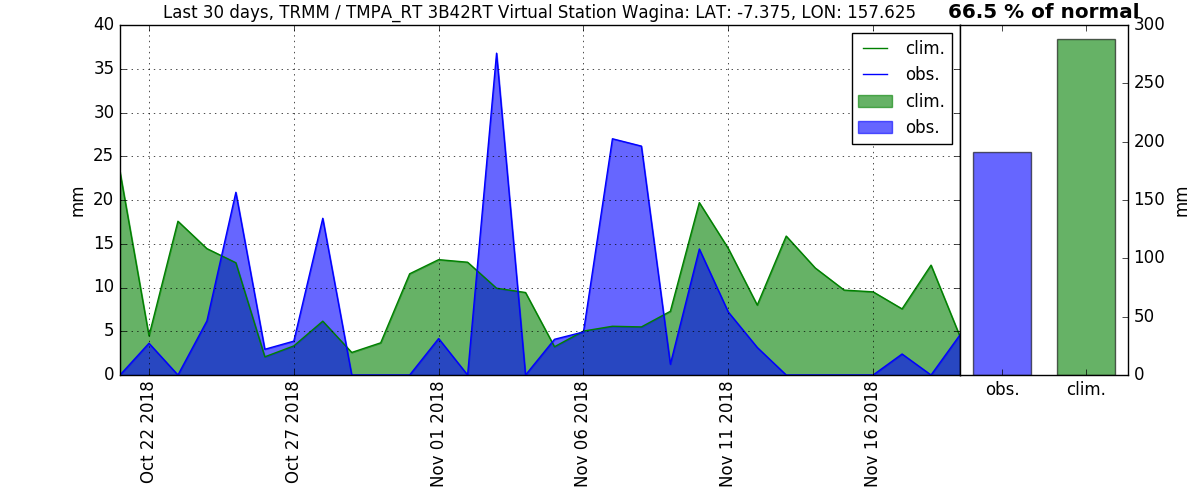 Last 30 days, TRMM / TMPA_RT 3B42RT Virtual Station Wagina: LAT: -7.375, LON: 157.625
66.5 % of normal
40
35
30
25
20
15
10
5
0
mm
clim.
obs.
clim.
obs.
300
250
200
150
100
50
0
mm
obs.
clim.
Oct 22 2018
Oct 27 2018
Nov 01 2018
Nov 06 2018
Nov 11 2018
Nov 16 2018